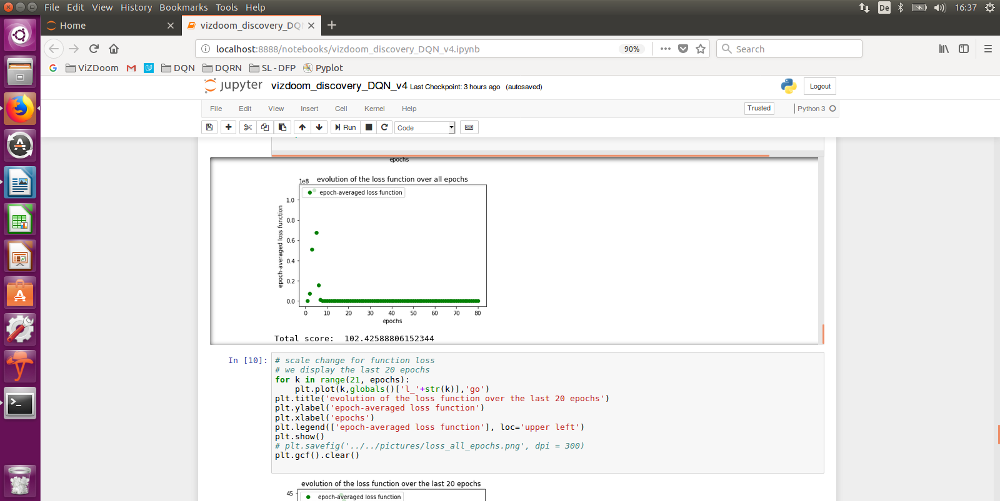 File Edit View History Bookmarks Tools Help
De
16:37
Home
vizdoom_discovery_DQN
localhost:8888/notebooks/vizdoom_discovery_DQN_v4.ipynb
90%
Search
ViZDoom
DQN
DQRN
SL-DFP
Pyplot
jupyter vizdoom_discovery_DQN_v4 Last Checkpoint: 3 hours ago (autosaved)
Logout
File Edit View Insert Cell Kernel Help
Trusted
Python 3
Run
Code
epochs
evolution of the loss function over all epochs
1e8
epoch-averaged loss function
1.0
0.8
0.6
0.4
0.2
0.0
epoch-averaged loss function
0 10 20 30 40 50 60 70 80
epochs
Total score:  102.42588806152344
In [10]:
# scale change for function loss
# we display the last 20 epochs
for k in range(21, epochs):
    plt.plot(k,globals()['l_'+str(k)],'go')
plt.title('evolution of the loss function over the last 20 epochs')
plt.ylabel('epoch-averaged loss function')
plt.xlabel('epochs')
plt.legend(['epoch-averaged loss function'], loc='upper left')
plt.show()
# plt.savefig('../../pictures/loss_all_epochs.png', dpi = 300)
plt.gcf().clear()
evolution of the loss function over the last 20 epochs
45
epoch-averaged loss function